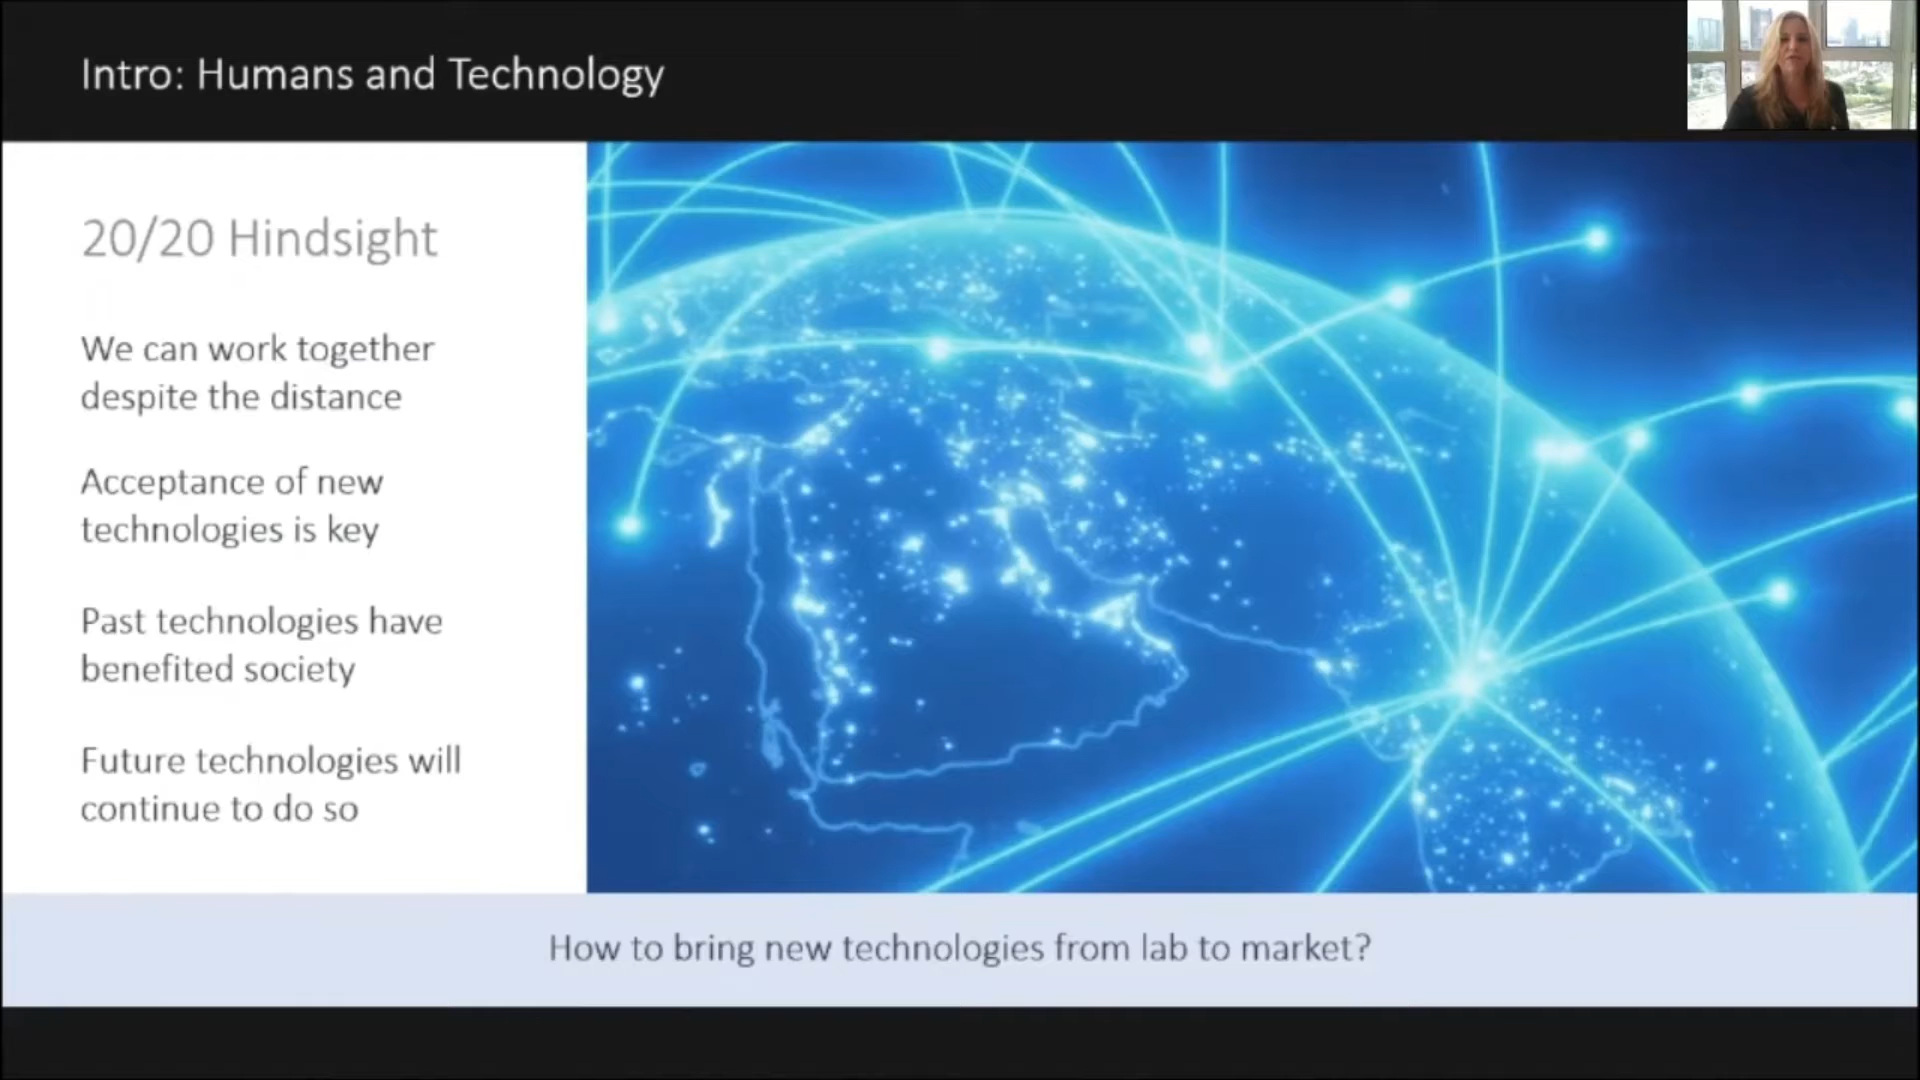 Intro: Humans and Technology
20/20 Hindsight
We can work together
despite the distance
Acceptance of new
technologies is key
Past technologies have
benefited society
Future technologies will
continue to do so
How to bring new technologies from lab to market?